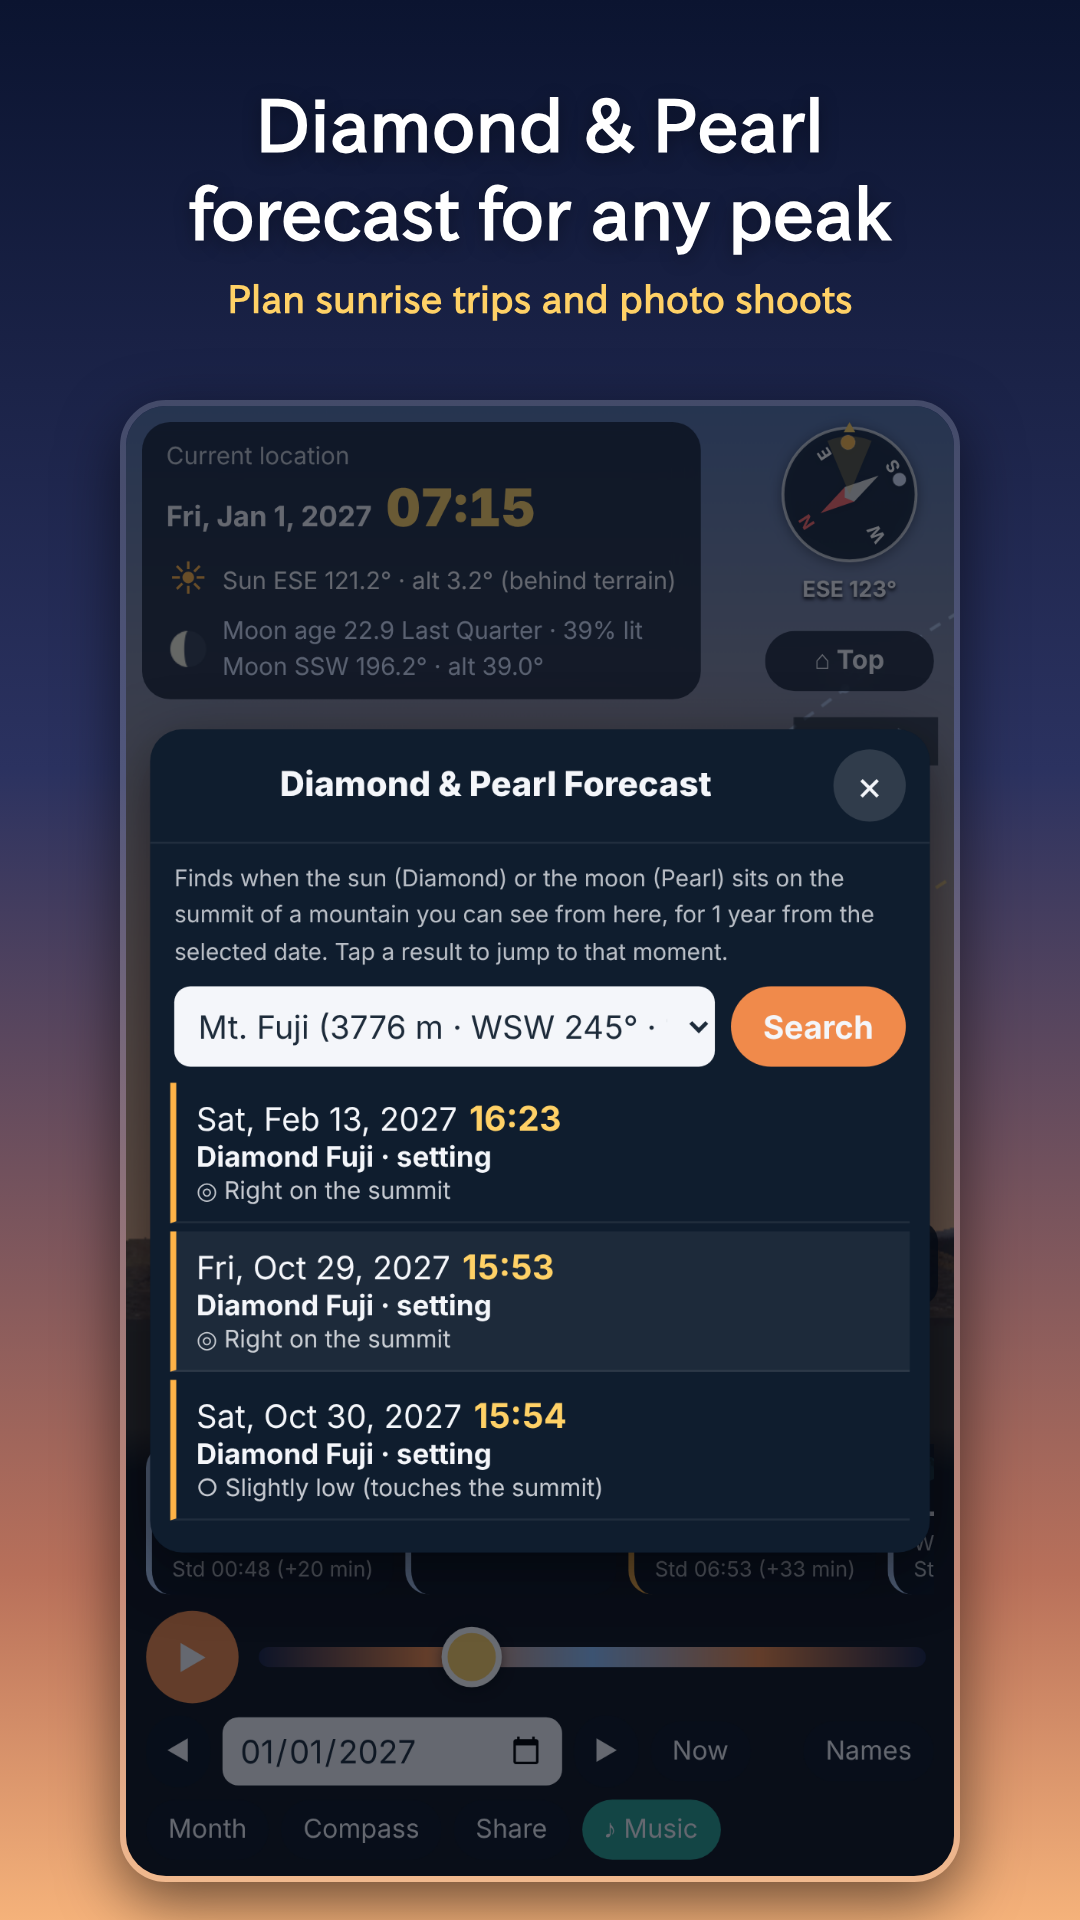 Diamond & Pearl
forecast for any peak
Plan sunrise trips and photo shoots
Current location
Fri, Jan 1, 2027 07:15
Sun ESE 121.2° · alt 3.2° (behind terrain)
Moon age 22.9 Last Quarter · 39% lit
Moon SSW 196.2° · alt 39.0°
E
S
N
W
ESE 123°
⌂ Top
Diamond & Pearl Forecast
×
Finds when the sun (Diamond) or the moon (Pearl) sits on the
summit of a mountain you can see from here, for 1 year from the
selected date. Tap a result to jump to that moment.
Mt. Fuji (3776 m · WSW 245° ·
Search
Sat, Feb 13, 2027 16:23
Diamond Fuji · setting
◎ Right on the summit
Fri, Oct 29, 2027 15:53
Diamond Fuji · setting
◎ Right on the summit
Sat, Oct 30, 2027 15:54
Diamond Fuji · setting
○ Slightly low (touches the summit)
W
Std 00:48 (+20 min)
Std 06:53 (+33 min)
St
01/01/2027
Now
Names
Month
Compass
Share
♪ Music